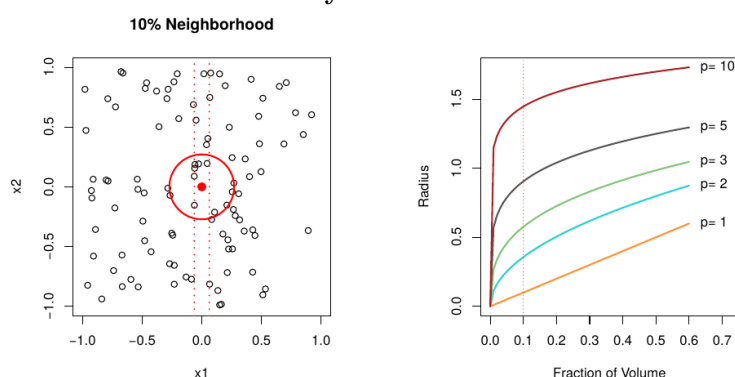 10% Neighborhood
1.0
0.5
0.0
−0.5
−1.0
x2
−1.0 −0.5 0.0 0.5 1.0
x1
1.5
1.0
0.5
0.0
Radius
p= 10
p= 5
p= 3
p= 2
p= 1
0.0 0.1 0.2 0.3 0.4 0.5 0.6 0.7
Fraction of Volume